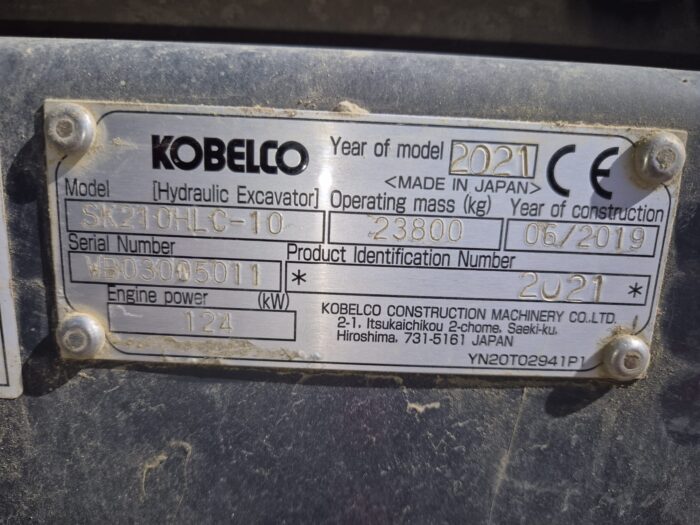 KOBELCO
Year of model 2021 CE
<MADE IN JAPAN>
Model [Hydraulic Excavator] Operating mass (kg) Year of construction
SK210HLC-10 23800 06/2019
Serial Number Product Identification Number
* 2021 *
Engine power (kW)
124
KOBELCO CONSTRUCTION MACHINERY CO., LTD.
2-1, Itsukaichikou 2-chome, Saeki-ku,
Hiroshima, 731-5161 JAPAN
YN20T02941P1